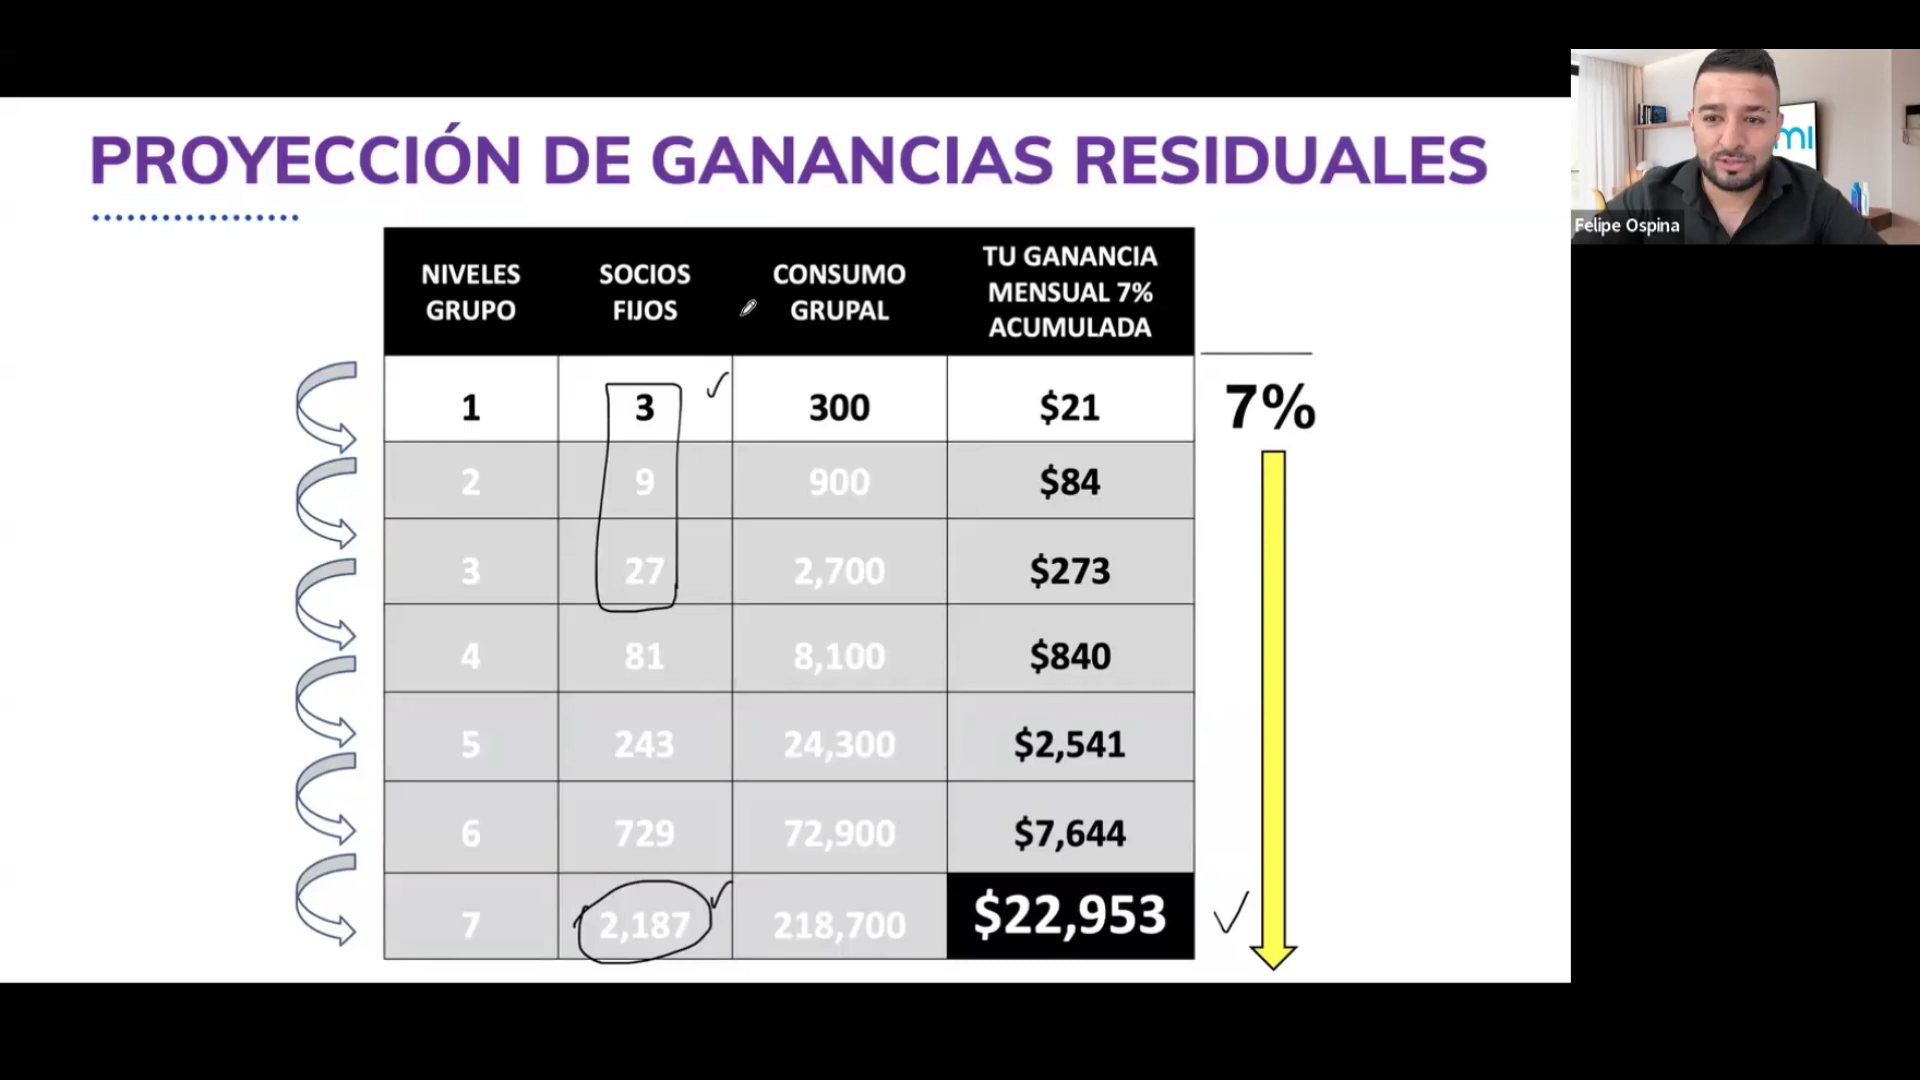 PROYECCIÓN DE GANANCIAS RESIDUALES
NIVELES GRUPO
SOCIOS FIJOS
CONSUMO GRUPAL
TU GANANCIA MENSUAL 7% ACUMULADA
1 3 300 $21 7%
2 9 900 $84
3 27 2,700 $273
4 81 8,100 $840
5 243 24,300 $2,541
6 729 72,900 $7,644
7 2,187 218,700 $22,953
mi
Felipe Ospina